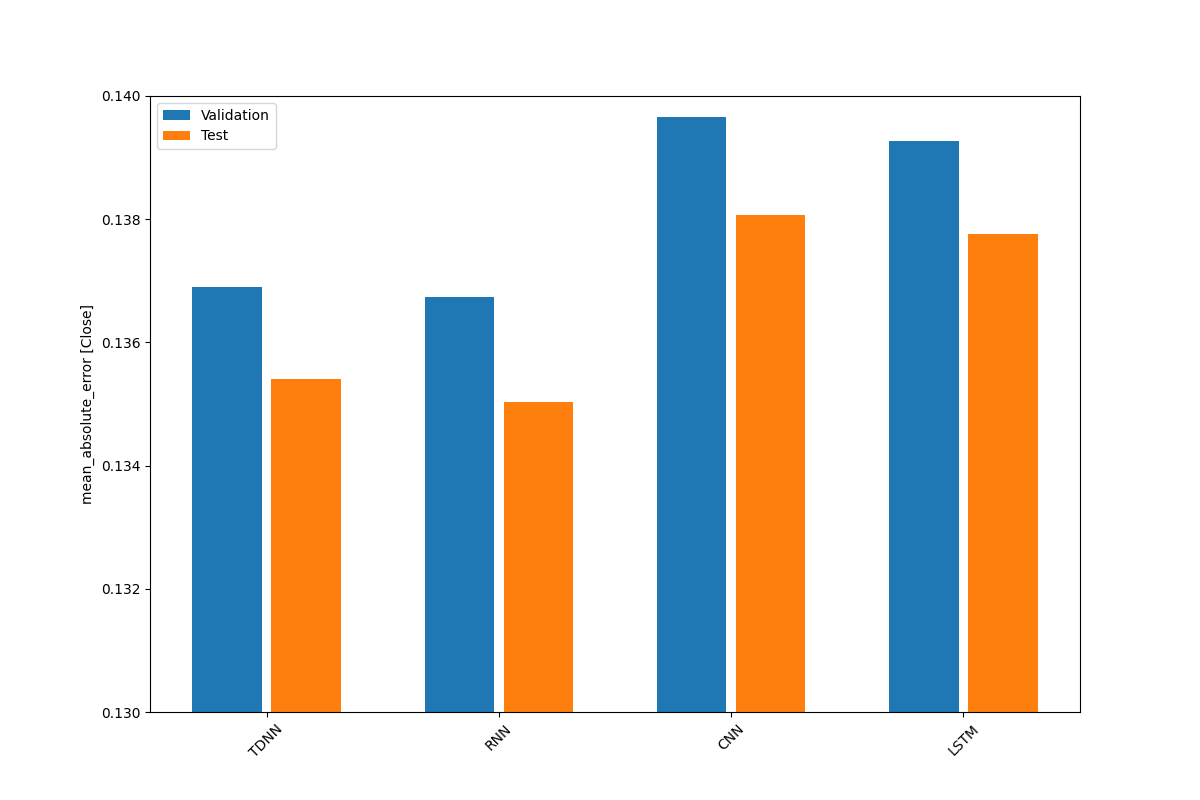 0.140
Validation
Test
0.138
0.136
mean_absolute_error [Close]
0.134
0.132
0.130
TDNN
RNN
CNN
LSTM